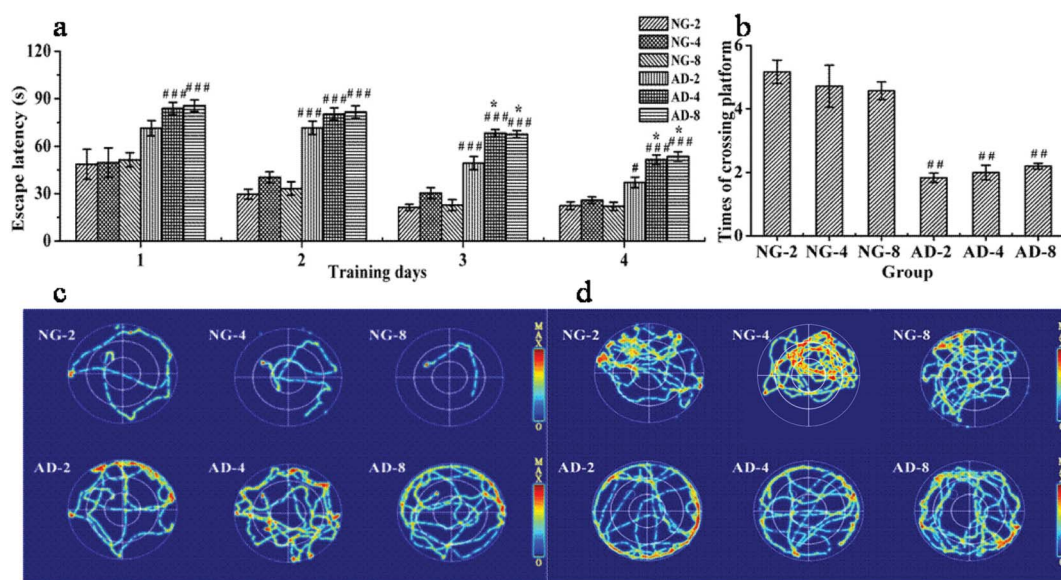 a
Escape latency (s)
120
90
60
30
0
NG-2
NG-4
NG-8
AD-2
AD-4
AD-8
### ###
### ### ###
###
*
###
*
###
#
*
###
*
###
1 2 3 4
Training days
b
Times of crossing platform
6
4
2
0
## ## ##
NG-2 NG-4 NG-8 AD-2 AD-4 AD-8
Group
c
NG-2 NG-4 NG-8
MAX
0
AD-2 AD-4 AD-8
MAX
0
d
NG-2 NG-4 NG-8
AD-2 AD-4 AD-8